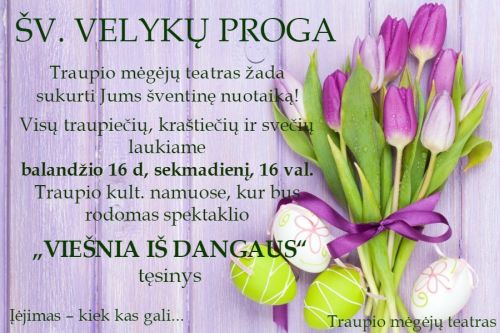 ŠV. VELYKŲ PROGA
Traupio mėgėjų teatras žada
sukurti Jums šventinę nuotaiką!
Visų traupiečių, kraštiečių ir svečių
laukiame
balandžio 16 d, sekmadienį, 16 val.
Traupio kult. namuose, kur bus
rodomas spektaklio
„VIEŠNIA IŠ DANGAUS“
tęsinys
Įėjimas – kiek kas gali...
Traupio mėgėjų teatras